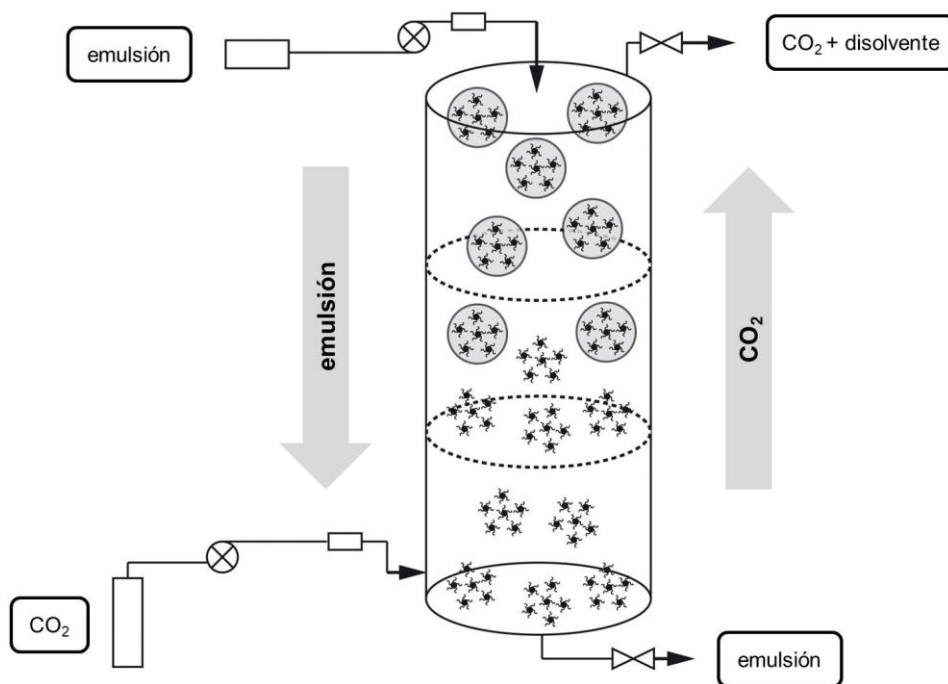 emulsión
CO₂ + disolvente
emulsión
CO₂
CO₂
emulsión